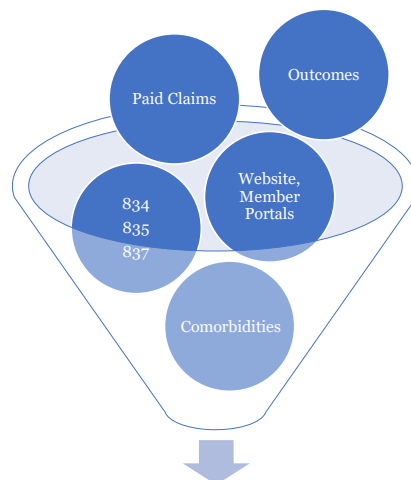 Outcomes
Paid Claims
Website,
Member
Portals
834
835
837
Comorbidities